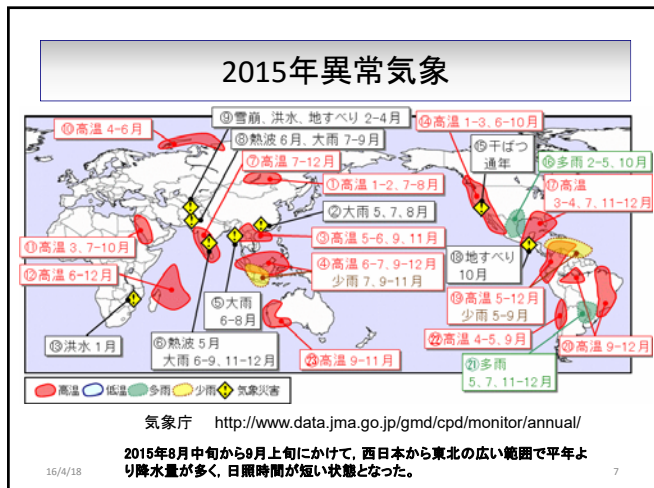 2015年異常気象
⑨雪崩、洪水、地すべり 2-4月
⑩高温 4-6月
⑧熱波 6月、大雨 7-9月
⑦高温 7-12月
①高温 1-2、7-8月
②大雨 5、7、8月
③高温 5-6、9、11月
④高温 6-7、9-12月
少雨 7、9-11月
⑪高温 3、7-10月
⑫高温 6-12月
⑬洪水 1月
⑤大雨
6-8月
⑥熱波 5月
大雨 6-9、11-12月
㉓高温 9-11月
⑭高温 1-3、6-10月
⑮干ばつ
通年
⑯多雨 2-5、10月
⑰高温
3-4、7、11-12月
⑱地すべり
10月
⑲高温 5-12月
少雨 5-9月
㉒高温 4-5、9月
㉑多雨
5、7、11-12月
⑳高温 9-12月
高温 低温 多雨 少雨 気象災害
気象庁 http://www.data.jma.go.jp/gmd/cpd/monitor/annual/
2015年8月中旬から9月上旬にかけて，西日本から東北の広い範囲で平年よ
り降水量が多く，日照時間が短い状態となった。
16/4/18
7